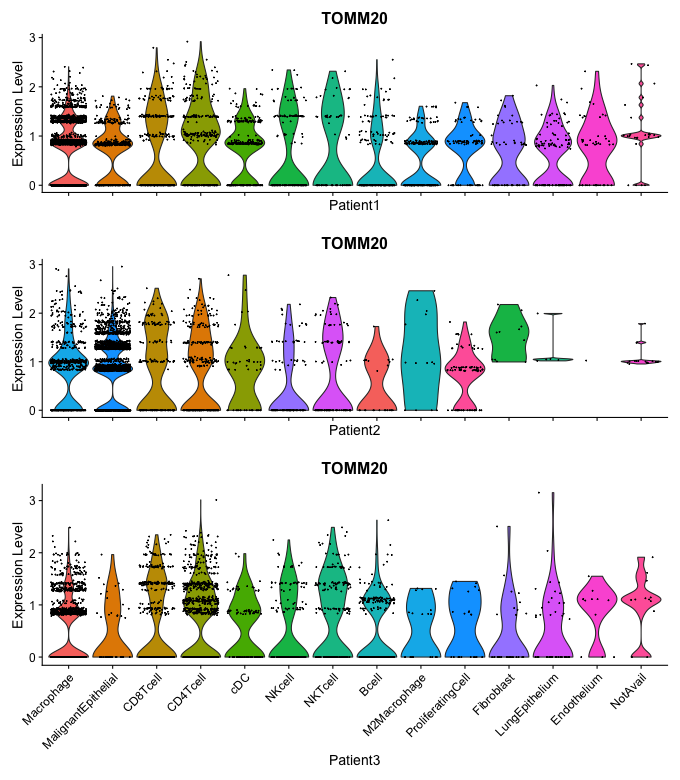 TOMM20
Expression Level
3
2
1
0
Patient1
TOMM20
Expression Level
3
2
1
0
Patient2
TOMM20
Expression Level
3
2
1
0
Macrophage
MalignantEpithelial
CD8Tcell
CD4Tcell
cDC
NKcell
NKTcell
Bcell
M2Macrophage
ProliferatingCell
Fibroblast
LungEpithelium
Endothelium
NotAvail
Patient3